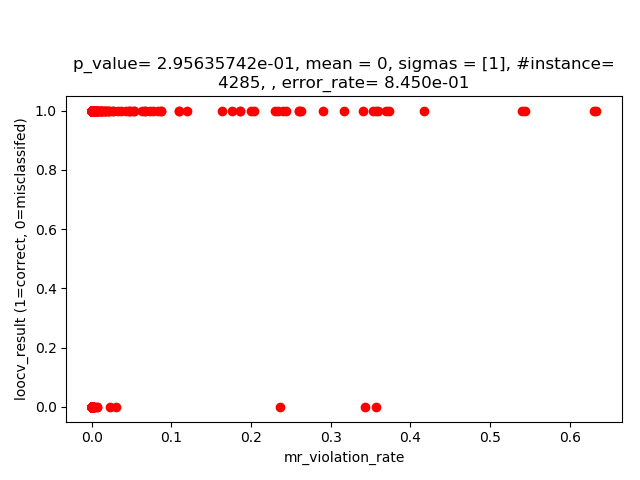 p_value= 2.95635742e-01, mean = 0, sigmas = [1], #instance=
4285, , error_rate= 8.450e-01
1.0
0.8
0.6
0.4
0.2
0.0
loocv_result (1=correct, 0=misclassifed)
0.0 0.1 0.2 0.3 0.4 0.5 0.6
mr_violation_rate